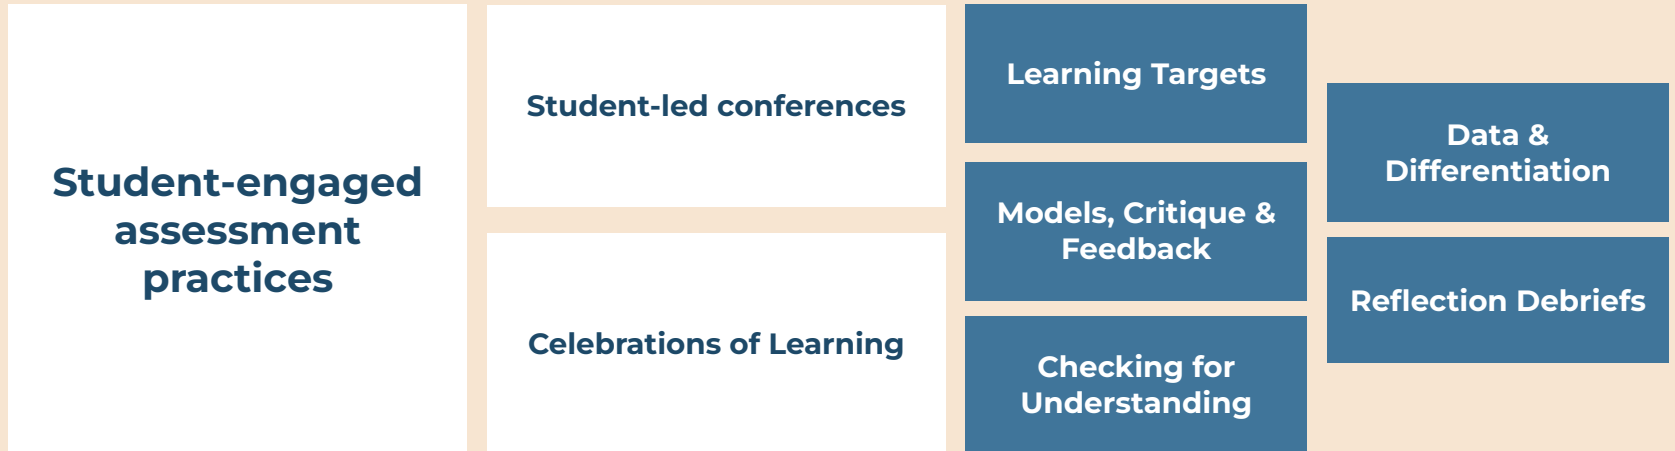 Student-engaged
assessment
practices
Student-led conferences
Celebrations of Learning
Learning Targets
Models, Critique &
Feedback
Checking for
Understanding
Data &
Differentiation
Reflection Debriefs